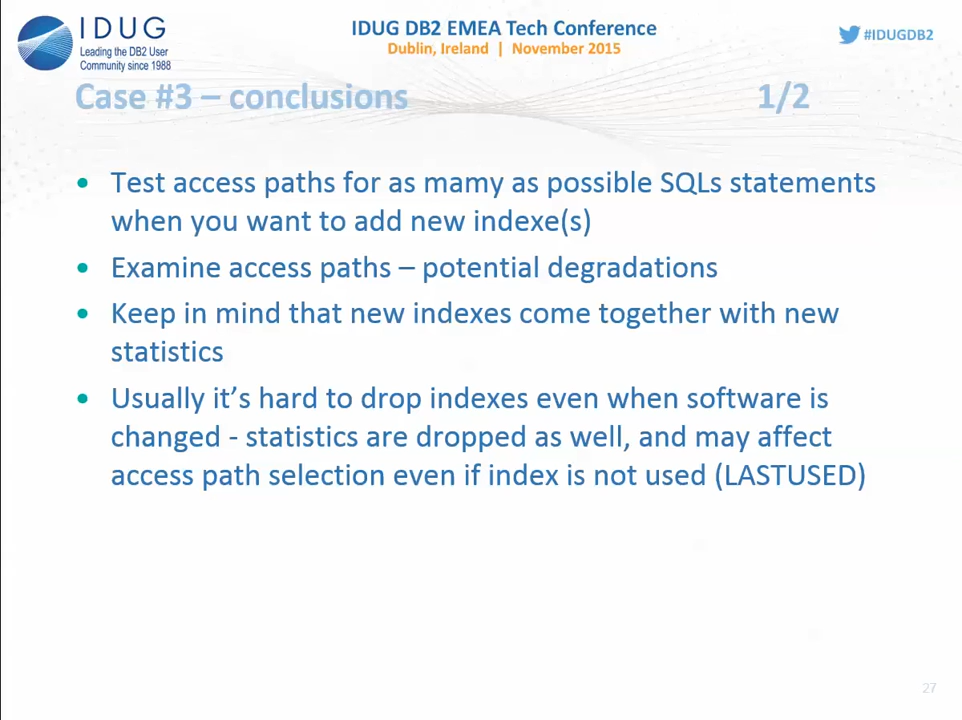 IDUG
Leading the DB2 User
Community since 1988
IDUG DB2 EMEA Tech Conference
Dublin, Ireland | November 2015
#IDUGDB2
Case #3 – conclusions 1/2
• Test access paths for as mamy as possible SQLs statements
when you want to add new indexe(s)
• Examine access paths – potential degradations
• Keep in mind that new indexes come together with new
statistics
• Usually it’s hard to drop indexes even when software is
changed - statistics are dropped as well, and may affect
access path selection even if index is not used (LASTUSED)
27